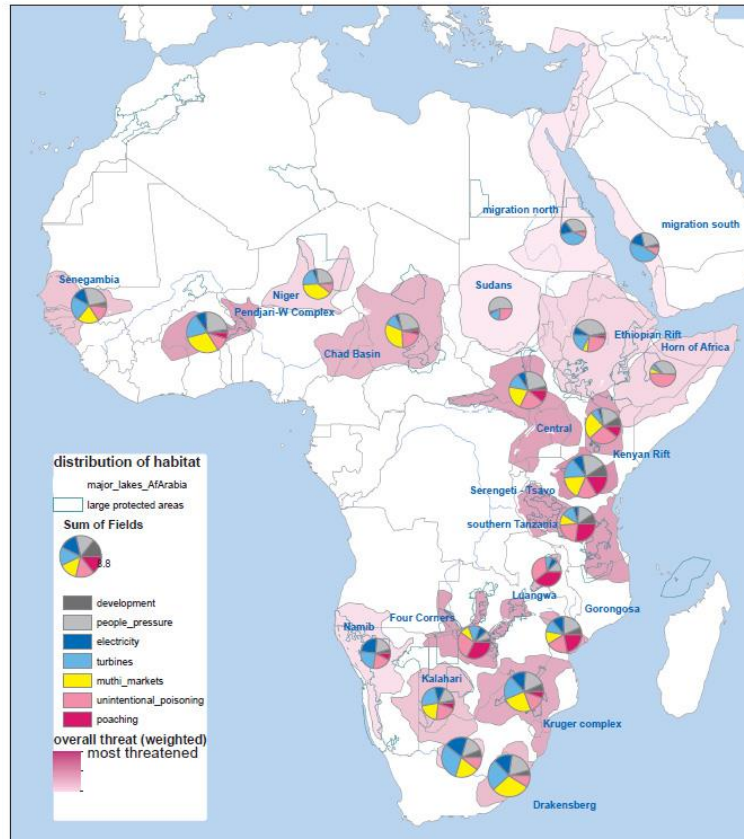 migration north
migration south
Senegambia
Niger
Sudans
Pendjari-W Complex
Ethiopian Rift
Chad Basin
Horn of Africa
Central
Kenyan Rift
Serengeti - Tsavo
southern Tanzania
Luangwa
Gorongosa
Four Corners
Namib
Kalahari
Kruger complex
Drakensberg
distribution of habitat
major_lakes_AfArabia
large protected areas
Sum of Fields
8.8
development
people_pressure
electricity
turbines
muthi_markets
unintentional_poisoning
poaching
overall threat (weighted)
most threatened